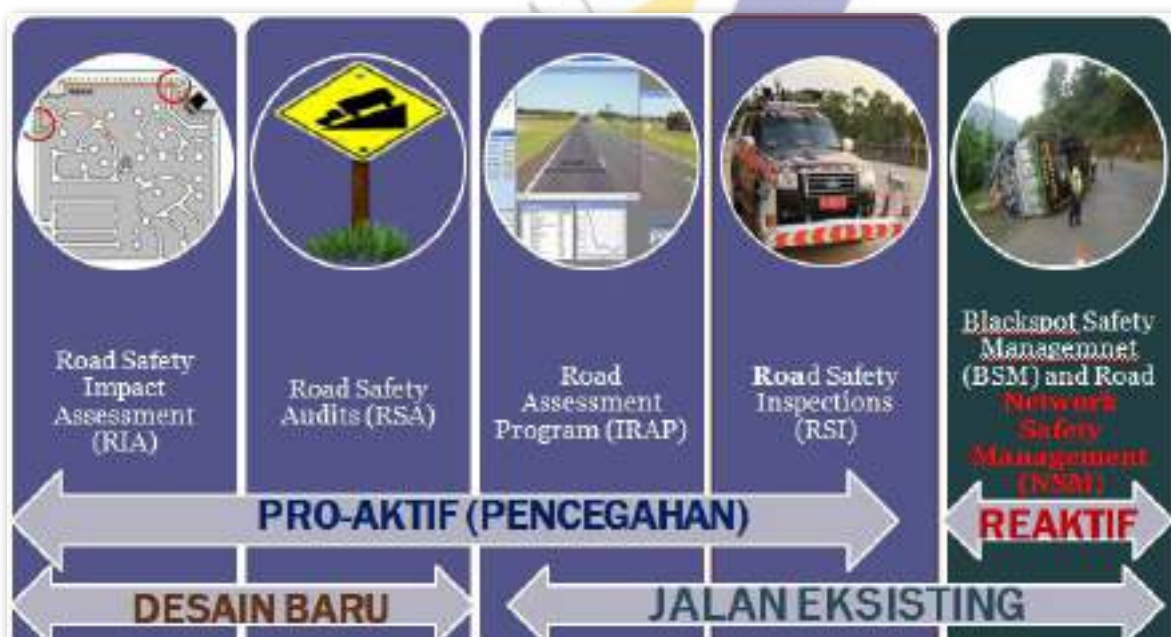 Road Safety
Impact
Assessment
(RIA)
Road Safety
Audits (RSA)
Road
Assessment
Program (IRAP)
Road Safety
Inspections
(RSI)
Blackspot Safety
Managemnet
(BSM) and Road
Network
Safety
Management
(NSM)
PRO-AKTIF (PENCEGAHAN)
REAKTIF
DESAIN BARU
JALAN EKSISTING